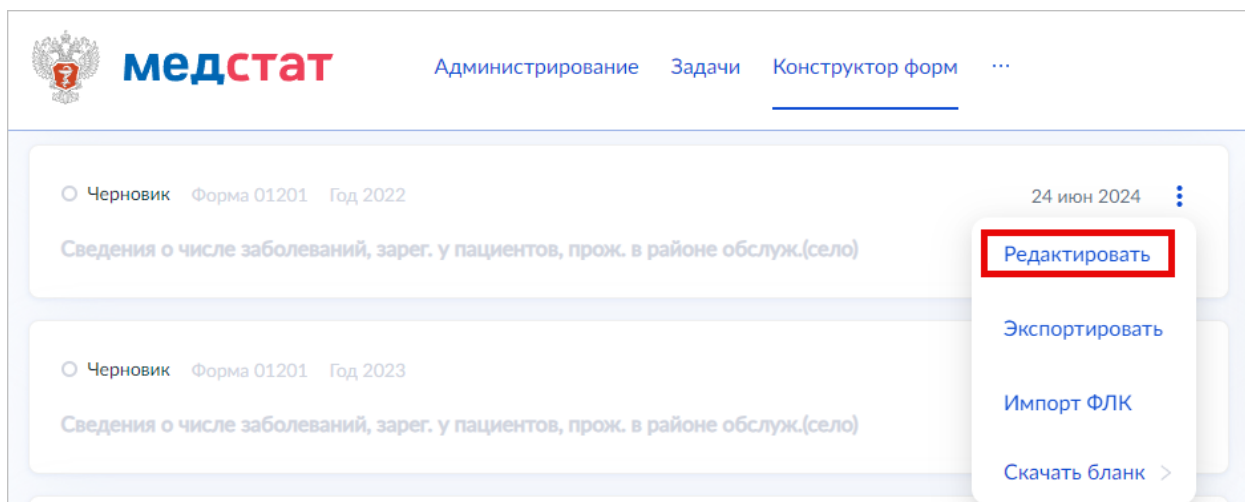 медстат
Администрирование Задачи Конструктор форм ...
Черновик Форма 01201 Год 2022 24 июн 2024
Сведения о числе заболеваний, зарег. у пациентов, прож. в районе обслуж.(село)
Редактировать
Экспортировать
Черновик Форма 01201 Год 2023
Сведения о числе заболеваний, зарег. у пациентов, прож. в районе обслуж.(село)
Импорт ФЛК
Скачать бланк >